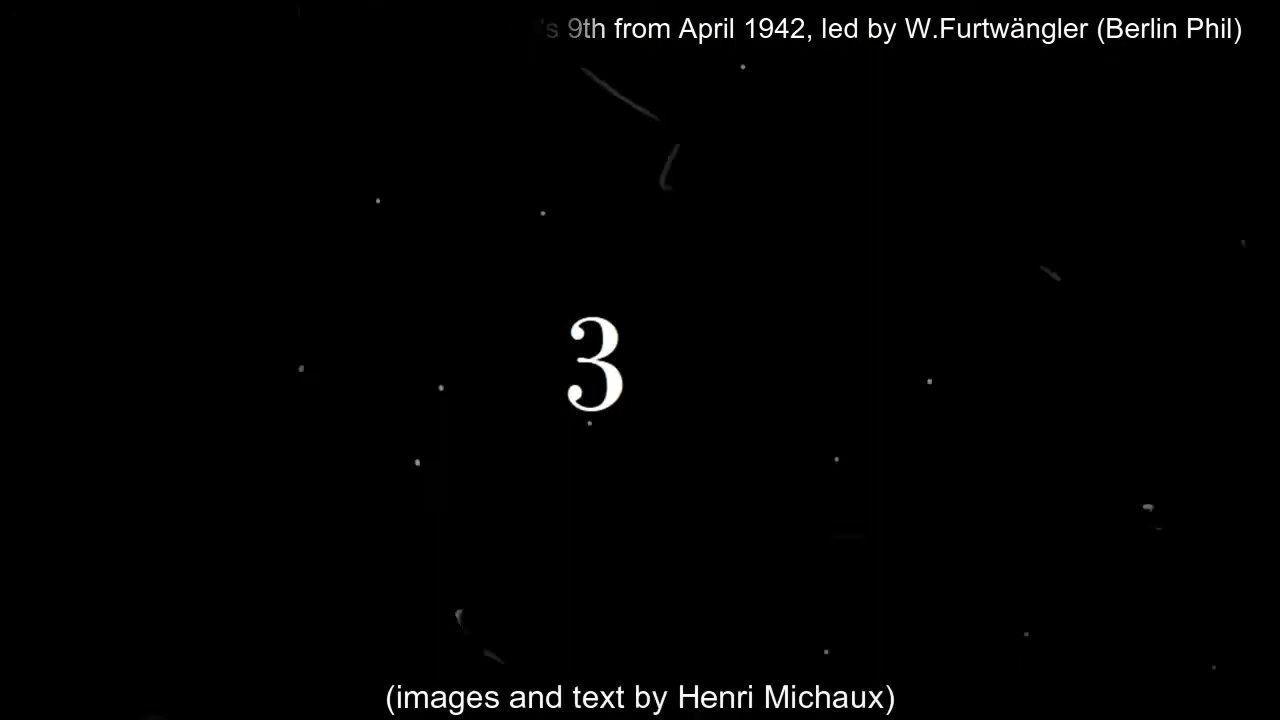 's 9th from April 1942, led by W.Furtwängler (Berlin Phil)
3
(images and text by Henri Michaux)